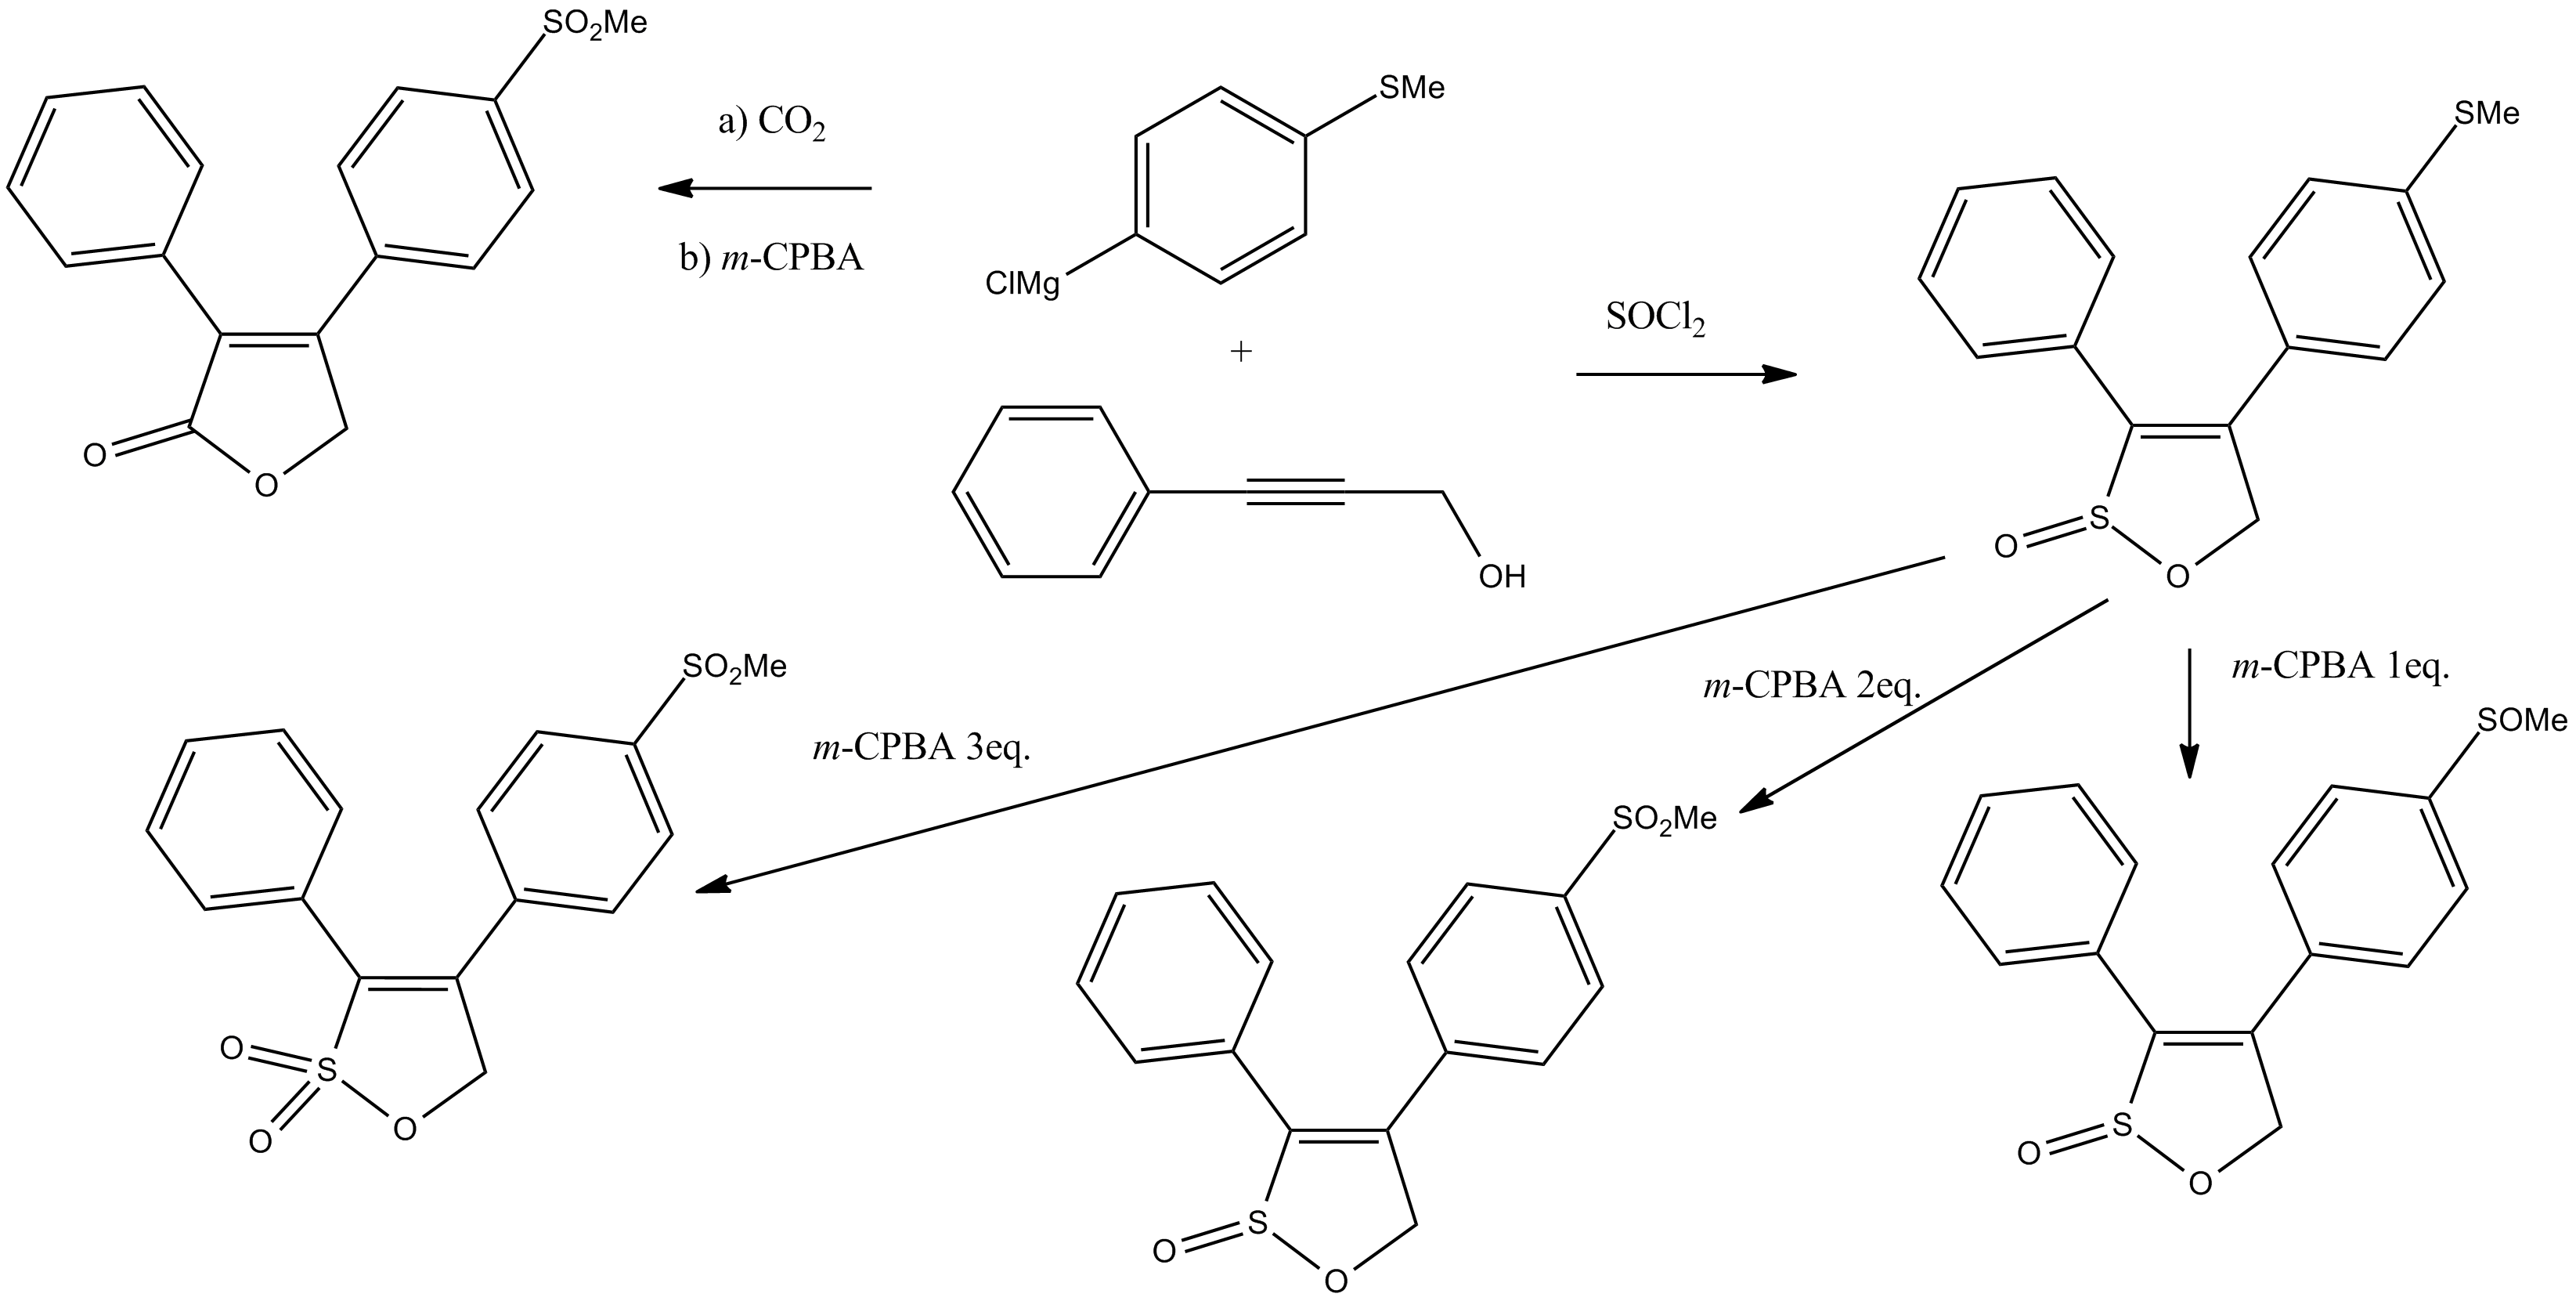 SO2Me
a) CO2
b) m-CPBA
O
O
SMe
ClMg
+
OH
SOCl2
SMe
S
O
O
m-CPBA 1eq.
m-CPBA 2eq.
m-CPBA 3eq.
SO2Me
O
S
O
O
SO2Me
S
O
O
SOMe
S
O
O